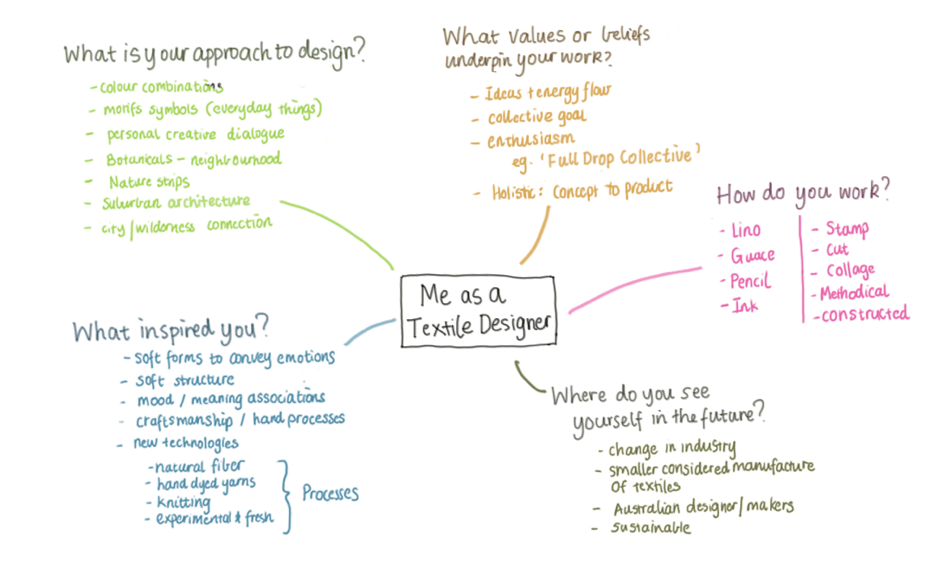 What is your approach to design?
- colour combinations
- morifs symbols (everyday things)
- personal creative dialogue
- Botanicals - neighbourhood
- Nature strips
- Suburban architecture
- city/wilderness connection
What values or beliefs
underpin your work?
- Ideas + energy flow
- collective goal
- enthusiasm
eg. 'Full Drop Collective'
- Holistic: Concept to product
How do you work?
- Lino
- Guace
- Pencil
- Ink
- Stamp
- Cut
- Collage
- Methodical
- constructed
Me as a
Textile Designer
What inspired you?
- soft forms to convey emotions
- soft structure
- mood / meaning associations
- craftsmanship / hand processes
- new technologies
- natural fiber
- hand dyed yarns
- knitting
- experimental & fresh
Processes
Where do you see
yourself in the future?
- change in industry
- smaller considered manufacture
Of textiles
- Australian designer/makers
- sustainable